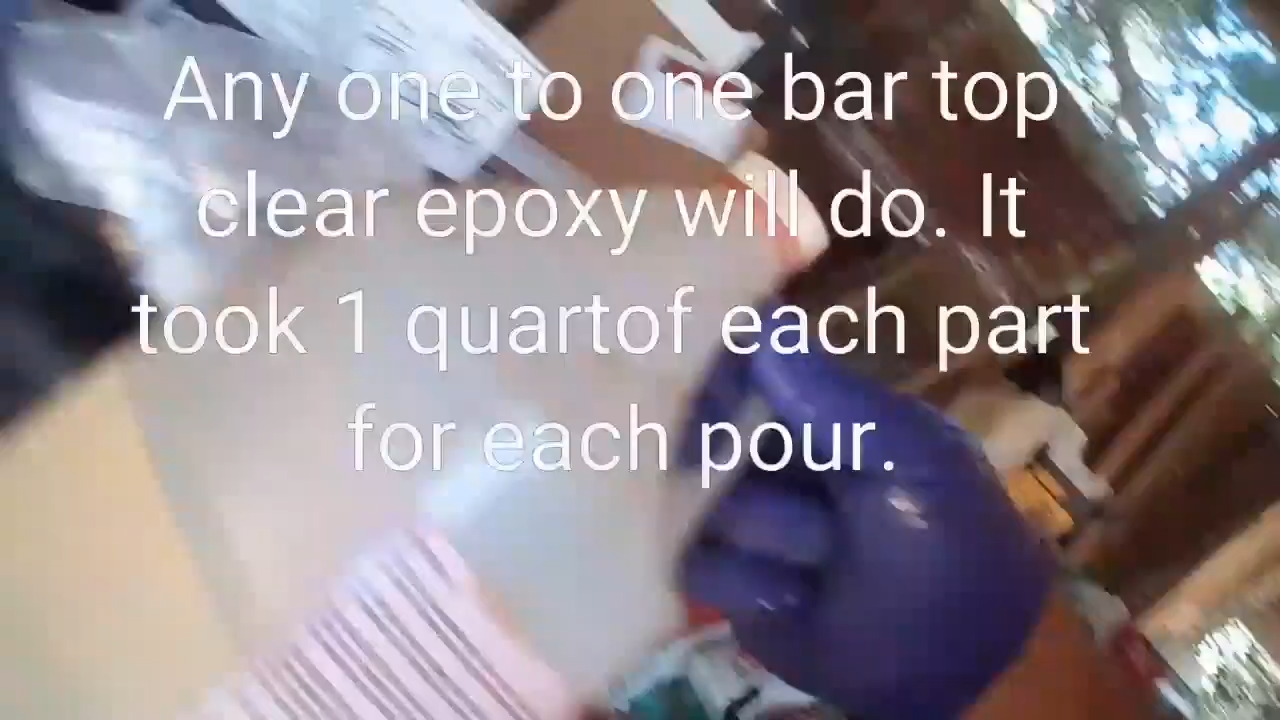 Any one to one bar top
clear epoxy will do. It
took 1 quartof each part
for each pour.